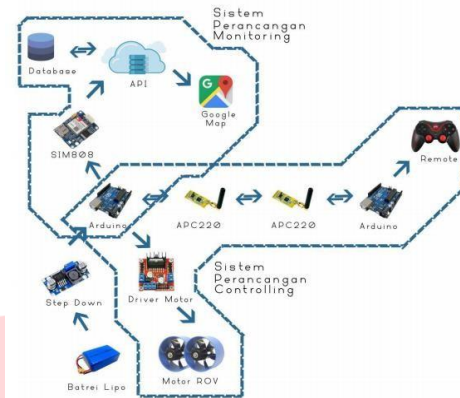 Sistem
Perancangan
Monitoring
Database
API
Google
Map
SIM808
Remote
Arduino
APC220
APC220
Arduino
Step Down
Driver Motor
Sistem
Perancangan
Controlling
Batrei Lipo
Motor ROV